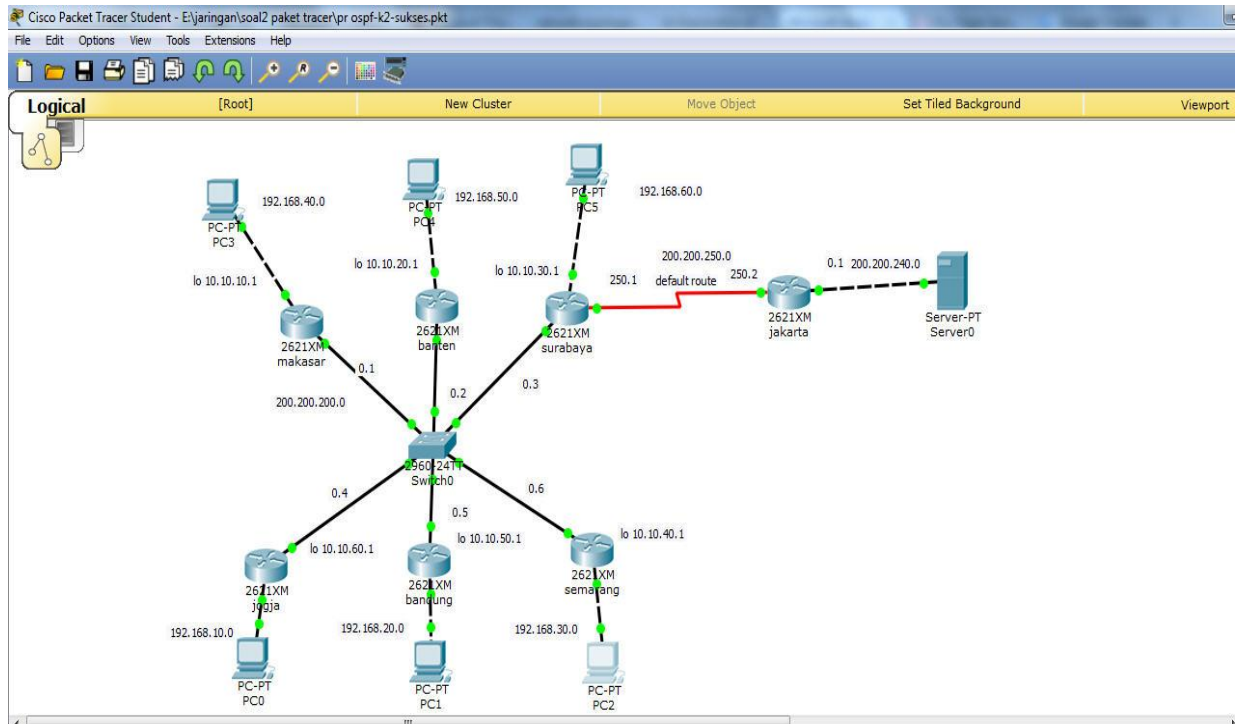 Cisco Packet Tracer Student - E:\jaringan\soal2 paket tracer\pr ospf-k2-sukses.pkt
File Edit Options View Tools Extensions Help
Logical [Root] New Cluster Move Object Set Tiled Background Viewport
PC-PT
PC3
192.168.40.0
PC-PT
PC4
192.168.50.0
PC-PT
PC5
192.168.60.0
lo 10.10.10.1
lo 10.10.20.1
lo 10.10.30.1
250.1
200.200.250.0
default route
250.2
0.1
200.200.240.0
2621XM
makasar
2621XM
banten
2621XM
surabaya
2621XM
jakarta
Server-PT
Server0
0.1
0.2
0.3
200.200.200.0
2960-24TT
Switch0
0.4
0.5
0.6
lo 10.10.60.1
lo 10.10.50.1
lo 10.10.40.1
2621XM
jogja
2621XM
bandung
2621XM
semarang
192.168.10.0
192.168.20.0
192.168.30.0
PC-PT
PC0
PC-PT
PC1
PC-PT
PC2